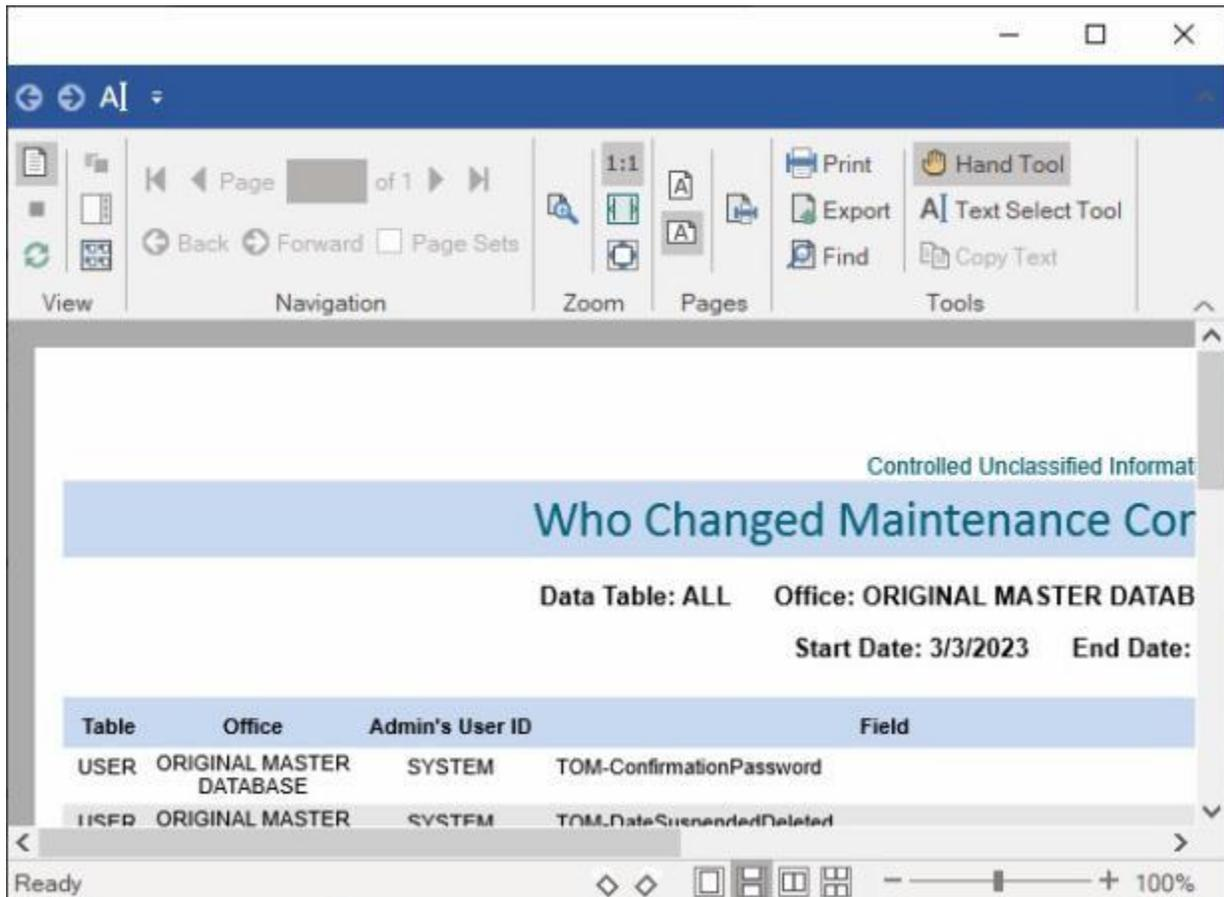 Page of 1
Back Forward Page Sets
1:1
Print
Export
Find
Hand Tool
Text Select Tool
Copy Text
View Navigation Zoom Pages Tools
Controlled Unclassified Informat
Who Changed Maintenance Cor
Data Table: ALL Office: ORIGINAL MASTER DATAB
Start Date: 3/3/2023 End Date:
Table Office Admin's User ID Field
USER ORIGINAL MASTER DATABASE SYSTEM TOM-ConfirmationPassword
USER ORIGINAL MASTER SYSTEM TOM-DateSuspendedDeleted
Ready 100%